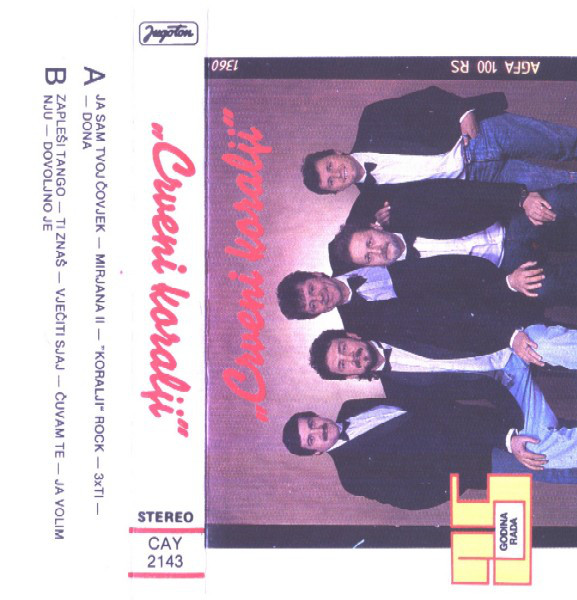 A JA SAM TVOJ ČOVJEK — MIRJANA II — "KORALJI" ROCK — 3xTI —
— DONA
B ZAPLEŠI TANGO — TI ZNAŠ — VJEČITI SJAJ — ČUVAM TE — JA VOLIM
NJU — DOVOLJNO JE
Jugoton
„Crveni koralji”
STEREO
CAY
2143
1360
AGFA 100 RS
„Crveni koralji”
GODINA
RADA